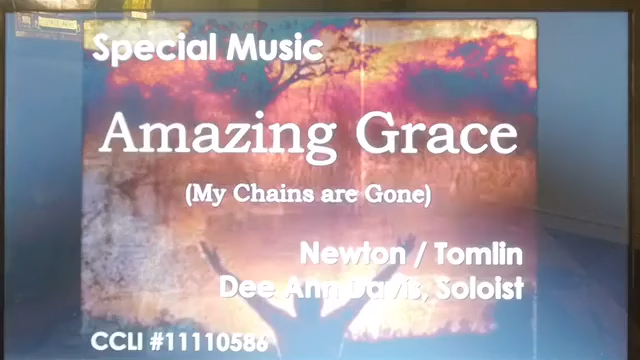 Special Music
Amazing Grace
(My Chains are Gone)
Newton / Tomlin
Dee Ann Davis, Soloist
CCLI #11110586